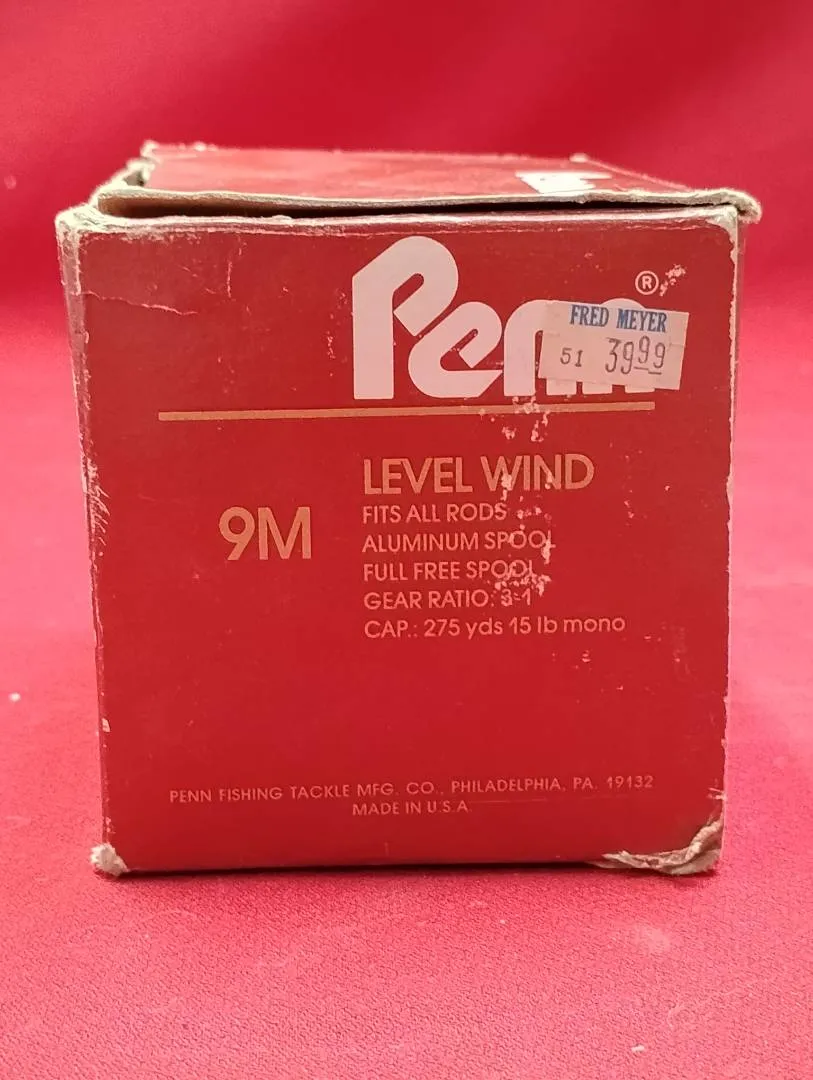 Penn®
FRED MEYER
51 39.99
LEVEL WIND
9M
FITS ALL RODS
ALUMINUM SPOOL
FULL FREE SPOOL
GEAR RATIO: 3-1
CAP.: 275 yds 15 lb mono
PENN FISHING TACKLE MFG. CO., PHILADELPHIA, PA. 19132
MADE IN U.S.A.